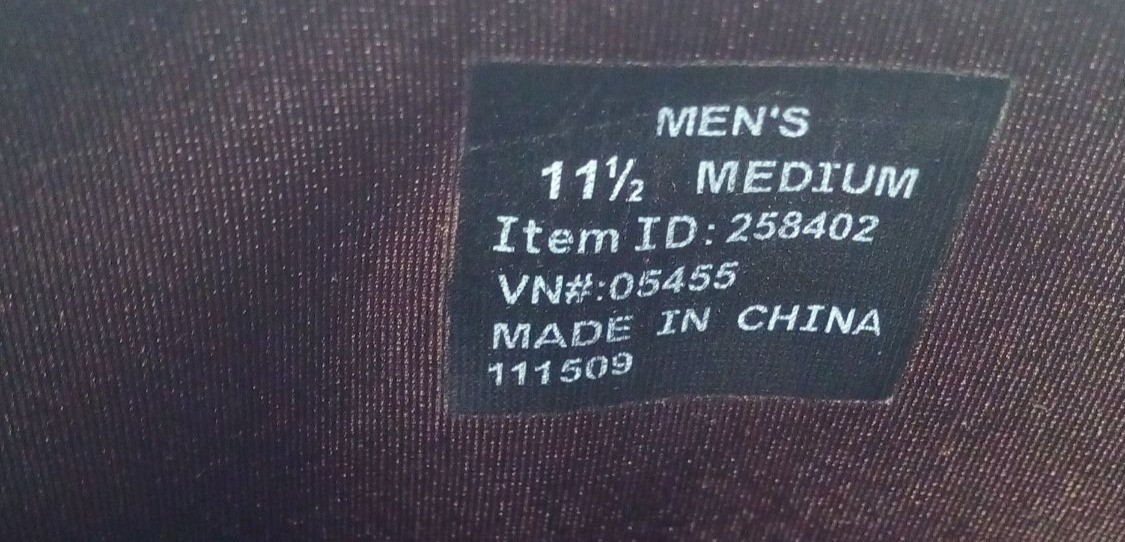 MEN'S
11½ MEDIUM
Item ID: 258402
VN#:05455
MADE IN CHINA
111509